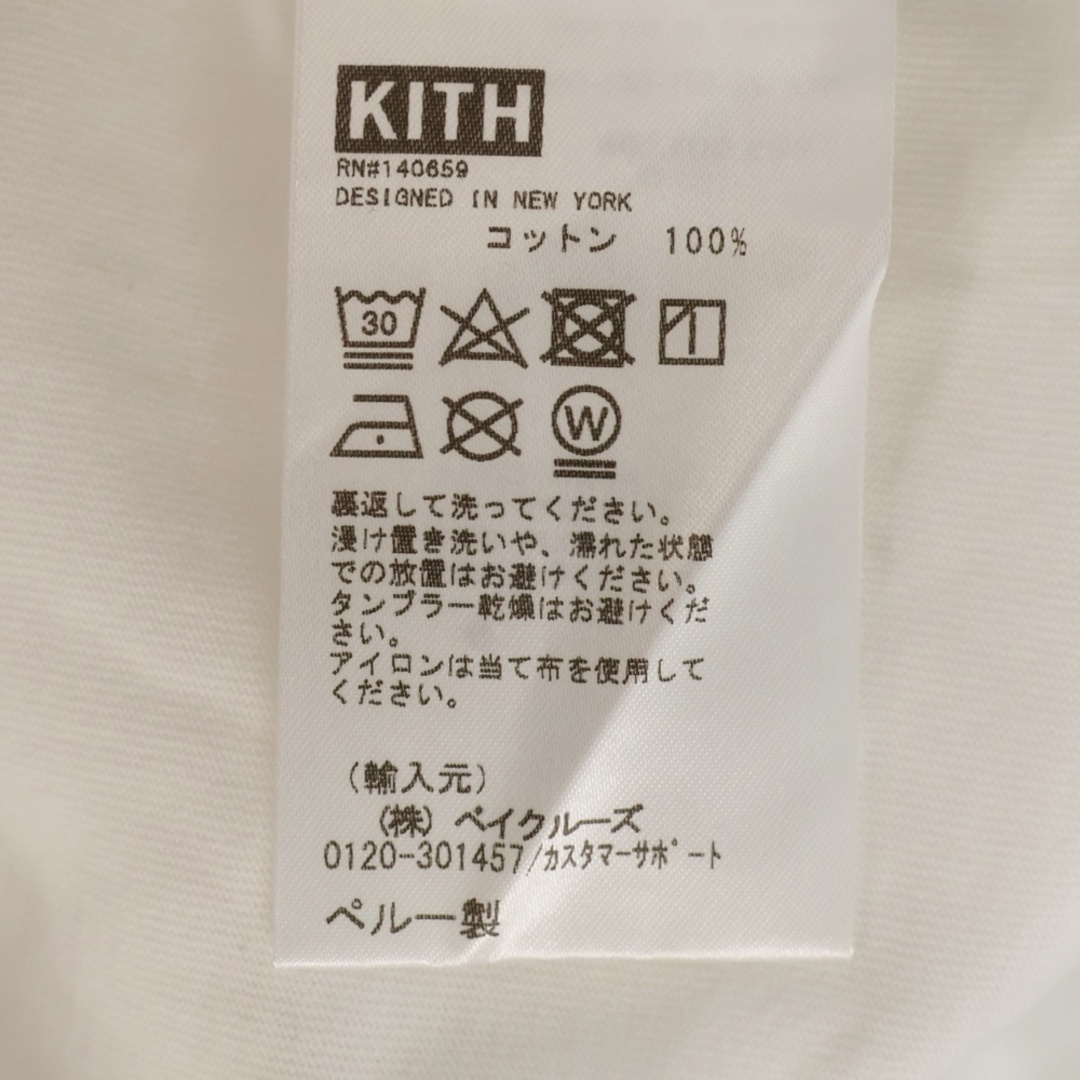 KITH
RN#140659
DESIGNED IN NEW YORK
コットン 100%
30
W
裏返して洗ってください。
浸け置き洗いや、濡れた状態
での放置はお避けください。
タンブラー乾燥はお避けくだ
さい。
アイロンは当て布を使用して
ください。
(輸入元)
(株) ベイクルーズ
0120-301457/カスタマーサポート
ペルー製